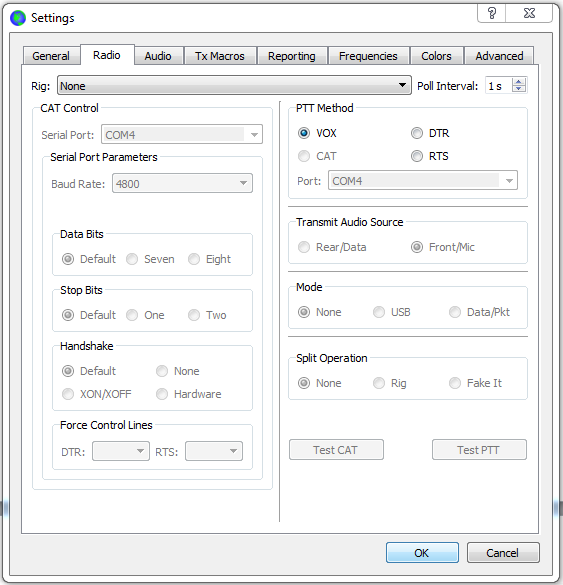 Settings
General Radio Audio Tx Macros Reporting Frequencies Colors Advanced
Rig: None Poll Interval: 1 s
CAT Control
Serial Port: COM4
Serial Port Parameters
Baud Rate: 4800
Data Bits
Default Seven Eight
Stop Bits
Default One Two
Handshake
Default None
XON/XOFF Hardware
Force Control Lines
DTR: RTS:
PTT Method
VOX DTR
CAT RTS
Port: COM4
Transmit Audio Source
Rear/Data Front/Mic
Mode
None USB Data/Pkt
Split Operation
None Rig Fake It
Test CAT Test PTT
OK Cancel